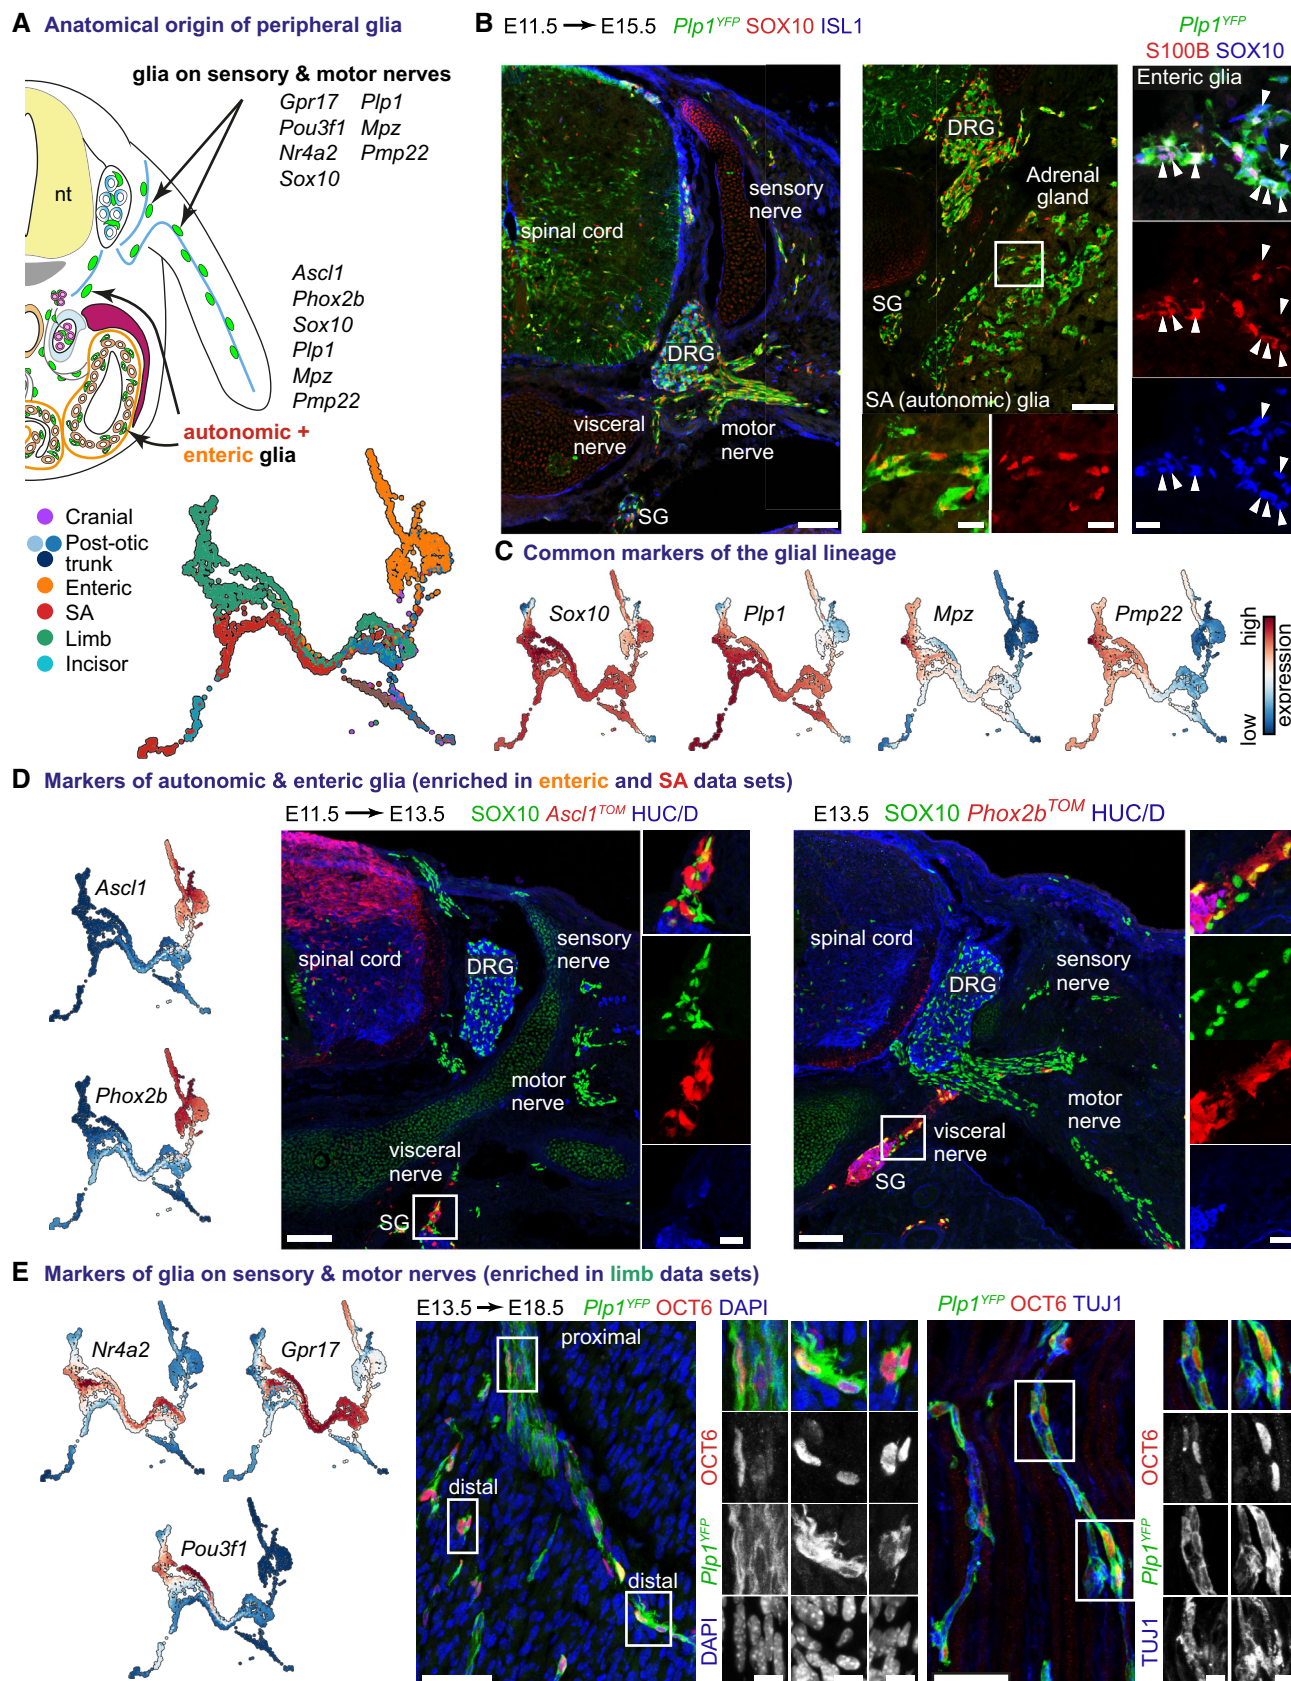 A Anatomical origin of peripheral glia
glia on sensory & motor nerves
Gpr17 Plp1
Pou3f1 Mpz
Nr4a2 Pmp22
Sox10
nt
Ascl1
Phox2b
Sox10
Plp1
Mpz
Pmp22
autonomic +
enteric glia
Cranial
Post-otic
trunk
Enteric
SA
Limb
Incisor
B E11.5 → E15.5 Plp1YFP SOX10 ISL1
spinal cord
sensory
nerve
DRG
visceral
nerve
motor
nerve
SG
DRG
Adrenal
gland
SG
SA (autonomic) glia
Plp1YFP
S100B SOX10
Enteric glia
C Common markers of the glial lineage
Sox10 Plp1 Mpz Pmp22
high
expression
low
D Markers of autonomic & enteric glia (enriched in enteric and SA data sets)
Ascl1
Phox2b
E11.5 → E13.5 SOX10 Ascl1TOM HUC/D
spinal cord
DRG
sensory
nerve
motor
nerve
visceral
nerve
SG
E13.5 SOX10 Phox2bTOM HUC/D
spinal cord
DRG
sensory
nerve
motor
nerve
visceral
nerve
SG
E Markers of glia on sensory & motor nerves (enriched in limb data sets)
Nr4a2 Gpr17
Pou3f1
E13.5 → E18.5 Plp1YFP OCT6 DAPI
proximal
distal
distal
OCT6
Plp1YFP
DAPI
Plp1YFP OCT6 TUJ1
OCT6
Plp1YFP
TUJ1